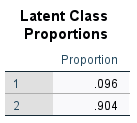 Latent Class
Proportions
Proportion
1 .096
2 .904